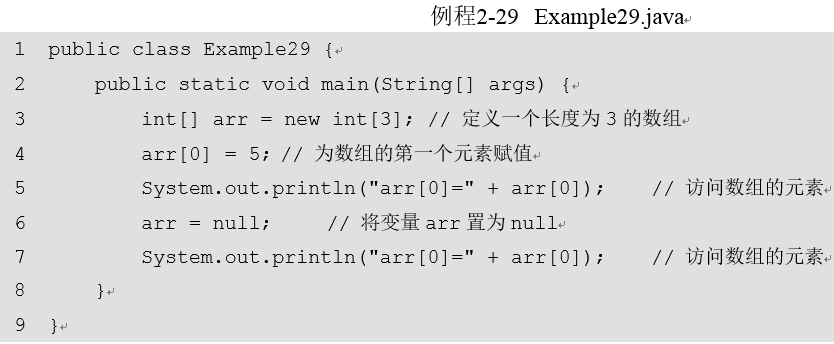 例程2-29 Example29.java↵
1 public class Example29 {↵
2 public static void main(String[] args) {↵
3 int[] arr = new int[3]; // 定义一个长度为 3 的数组↵
4 arr[0] = 5; // 为数组的第一个元素赋值↵
5 System.out.println("arr[0]=" + arr[0]); // 访问数组的元素↵
6 arr = null; // 将变量 arr 置为 null↵
7 System.out.println("arr[0]=" + arr[0]); // 访问数组的元素↵
8 }↵
9 }↵